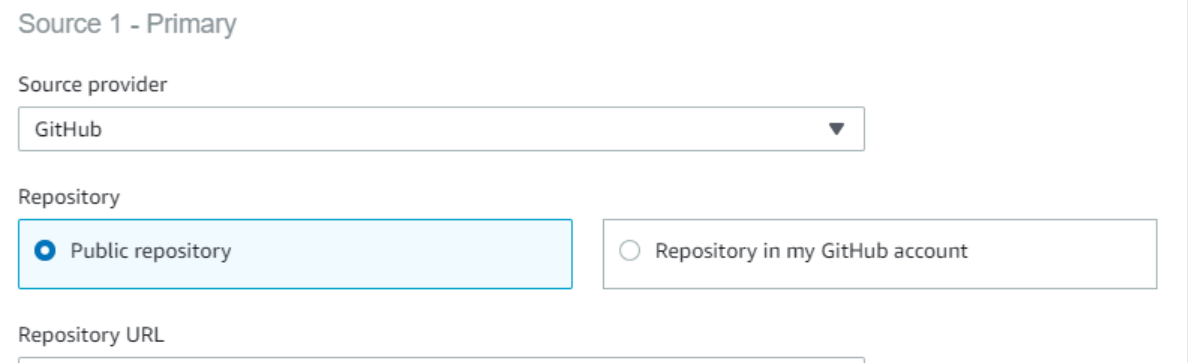 Source 1 - Primary
Source provider
GitHub
Repository
Public repository
Repository in my GitHub account
Repository URL